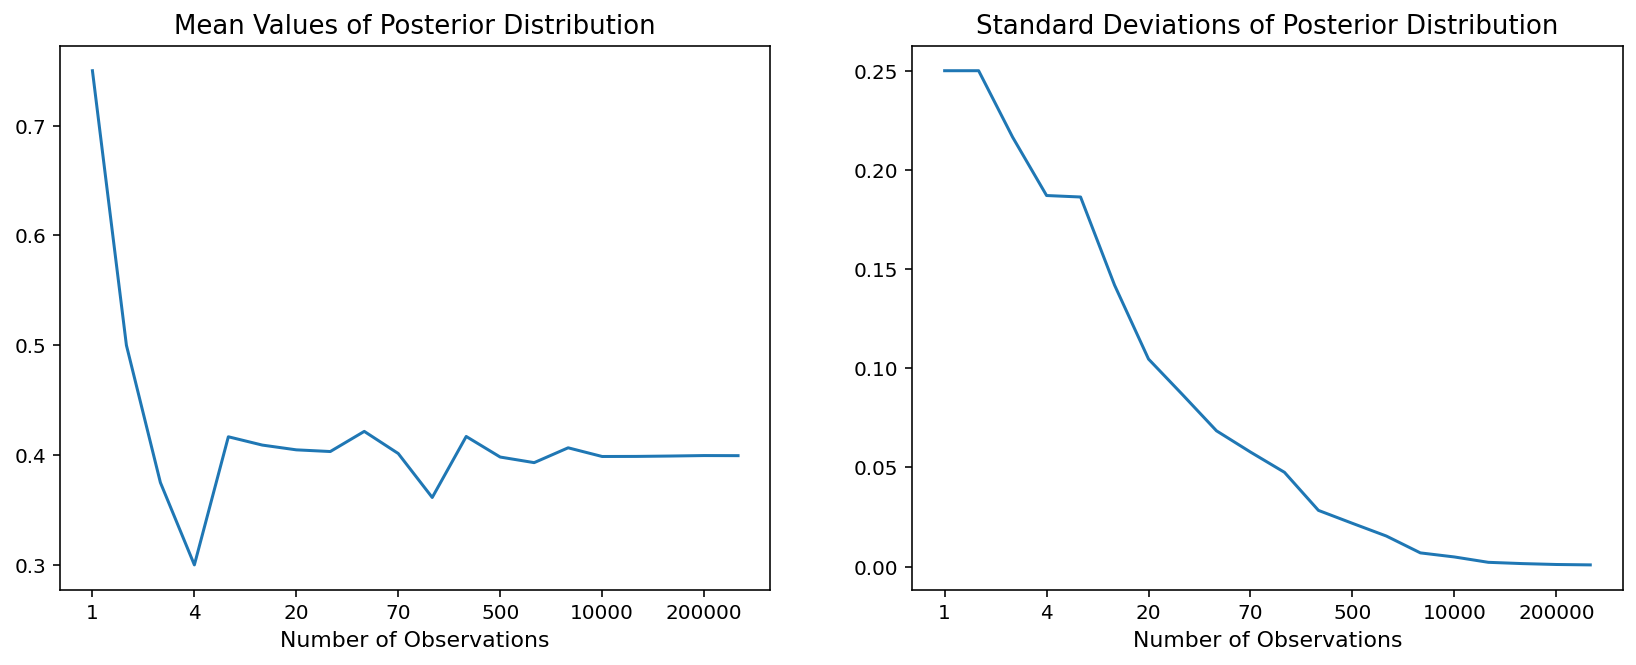 Mean Values of Posterior Distribution
0.7
0.6
0.5
0.4
0.3
1 4 20 70 500 10000 200000
Number of Observations
Standard Deviations of Posterior Distribution
0.25
0.20
0.15
0.10
0.05
0.00
1 4 20 70 500 10000 200000
Number of Observations